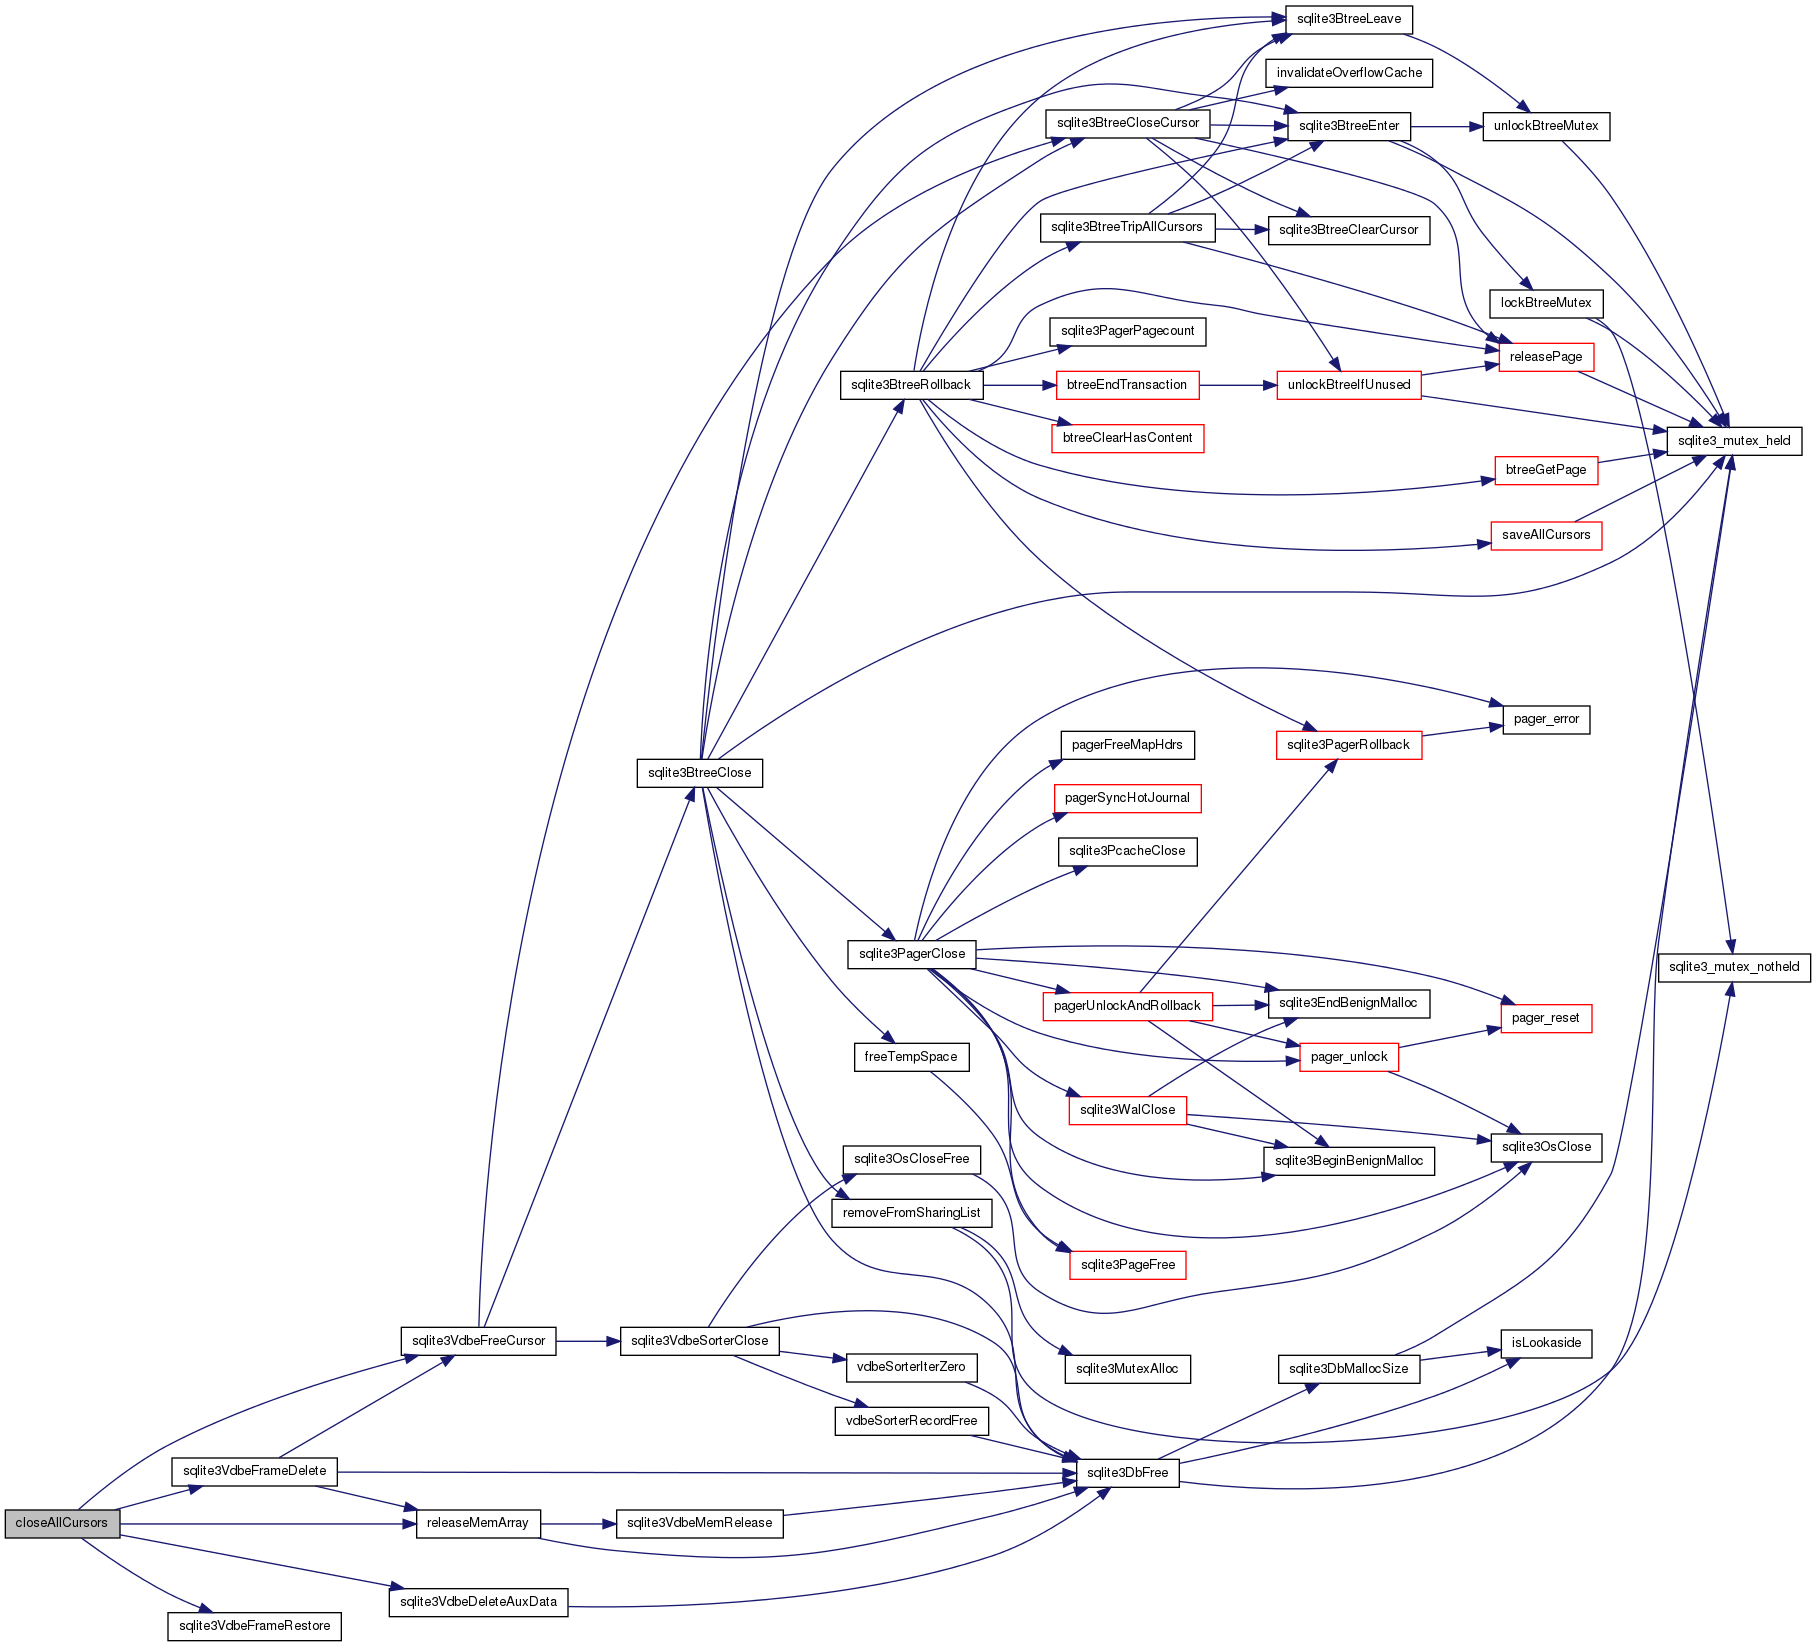 sqlite3BtreeLeave
invalidateOverflowCache
sqlite3BtreeCloseCursor
sqlite3BtreeEnter
unlockBtreeMutex
sqlite3BtreeTripAllCursors
sqlite3BtreeClearCursor
lockBtreeMutex
sqlite3PagerPagecount
releasePage
sqlite3BtreeRollback
btreeEndTransaction
unlockBtreeIfUnused
btreeClearHasContent
sqlite3_mutex_held
btreeGetPage
saveAllCursors
pager_error
pagerFreeMapHdrs
sqlite3PagerRollback
sqlite3BtreeClose
pagerSyncHotJournal
sqlite3PcacheClose
sqlite3PagerClose
sqlite3_mutex_notheld
pagerUnlockAndRollback
sqlite3EndBenignMalloc
pager_reset
freeTempSpace
pager_unlock
sqlite3WalClose
sqlite3OsClose
sqlite3OsCloseFree
sqlite3BeginBenignMalloc
removeFromSharingList
sqlite3PageFree
sqlite3VdbeFreeCursor
sqlite3VdbeSorterClose
isLookaside
vdbeSorterIterZero
sqlite3MutexAlloc
sqlite3DbMallocSize
vdbeSorterRecordFree
sqlite3VdbeFrameDelete
sqlite3DbFree
closeAllCursors
releaseMemArray
sqlite3VdbeMemRelease
sqlite3VdbeDeleteAuxData
sqlite3VdbeFrameRestore